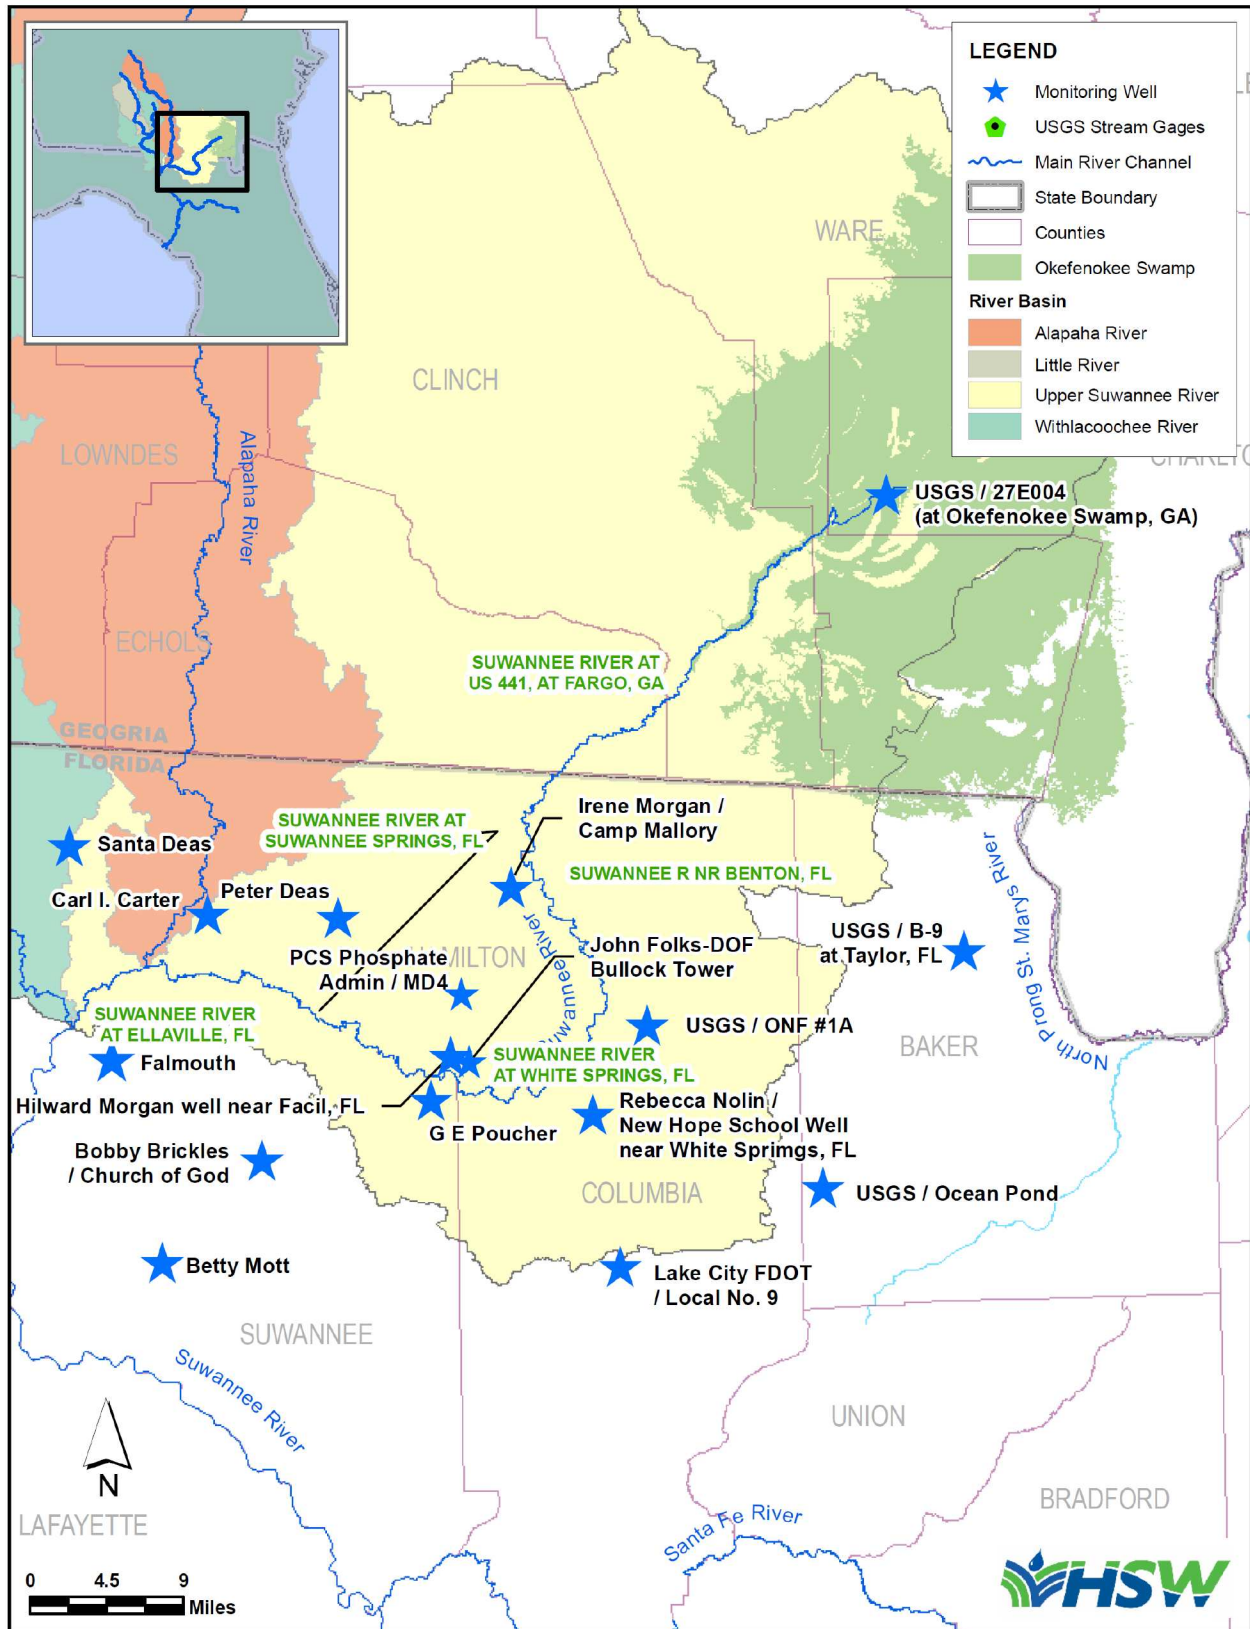 LEGEND
Monitoring Well
USGS Stream Gages
Main River Channel
State Boundary
Counties
Okefenokee Swamp
River Basin
Alapaha River
Little River
Upper Suwannee River
Withlacoochee River
WARE
CLINCH
LOWNDES
Alapaha River
USGS / 27E004
(at Okefenokee Swamp, GA)
ECHOLS
SUWANNEE RIVER AT
US 441, AT FARGO, GA
GEOGRIA
FLORIDA
Irene Morgan /
Camp Mallory
SUWANNEE RIVER AT
SUWANNEE SPRINGS, FL
Santa Deas
SUWANNEE R NR BENTON, FL
Carl I. Carter
Peter Deas
North Prong St. Marys River
USGS / B-9
at Taylor, FL
John Folks-DOF
Bullock Tower
PCS Phosphate
Admin / MD4
MILTON
Suwannee River
SUWANNEE RIVER
AT ELLAVILLE, FL
USGS / ONF #1A
BAKER
Falmouth
SUWANNEE RIVER
AT WHITE SPRINGS, FL
Hilward Morgan well near Facil, FL
G E Poucher
Rebecca Nolin /
New Hope School Well
near White Sprimgs, FL
Bobby Brickles
/ Church of God
COLUMBIA
USGS / Ocean Pond
Betty Mott
Lake City FDOT
/ Local No. 9
SUWANNEE
Suwannee River
UNION
N
BRADFORD
LAFAYETTE
Santa Fe River
0 4.5 9
Miles
HSW